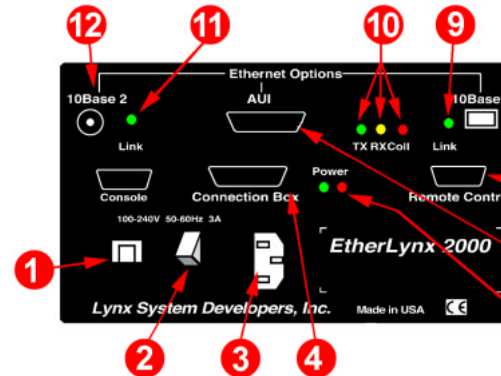 12
11
10
9
Ethernet Options
10Base 2
AUI
10Base
TX RX Coll
Link
Link
Power
Console
Connection Box
Remote Contr
100-240V 50-60Hz 3A
EtherLynx 2000
1
Lynx System Developers, Inc.
Made in USA
CE
2
3
4